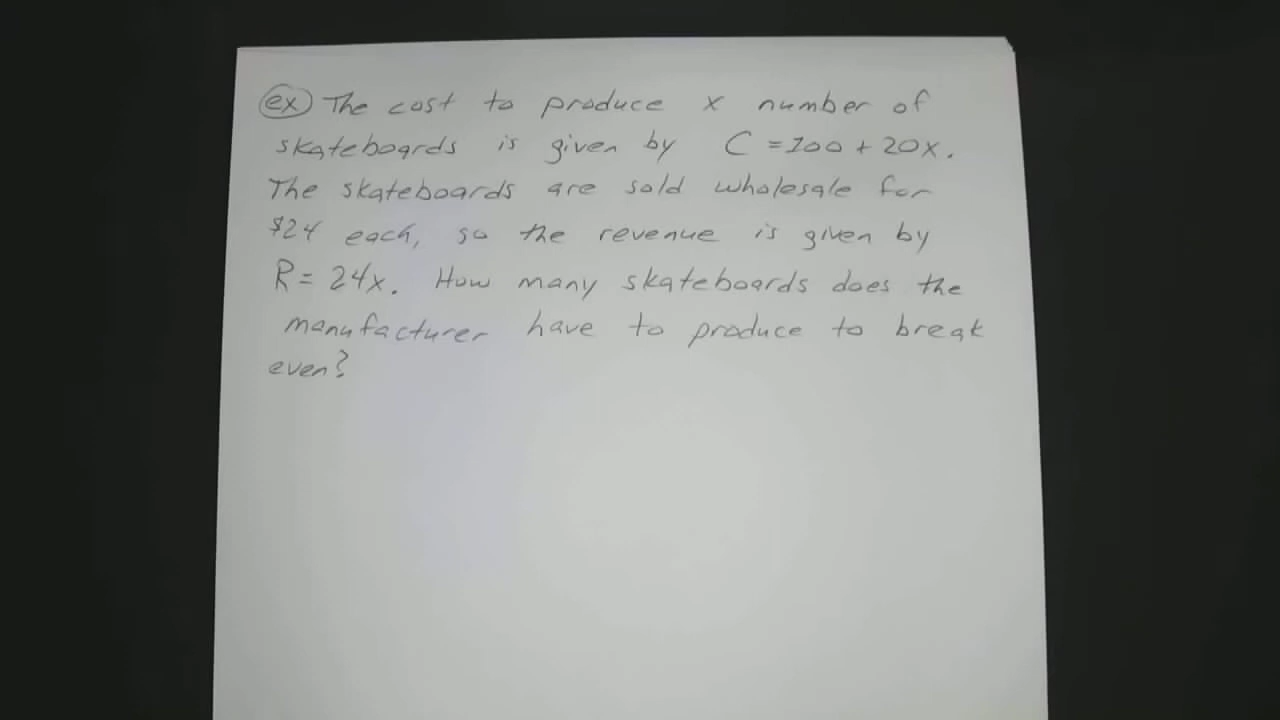 ex The cost to produce x number of
skateboards is given by C = 100 + 20x.
The skateboards are sold wholesale for
$24 each, so the revenue is given by
R = 24x. How many skateboards does the
manufacturer have to produce to break
even?